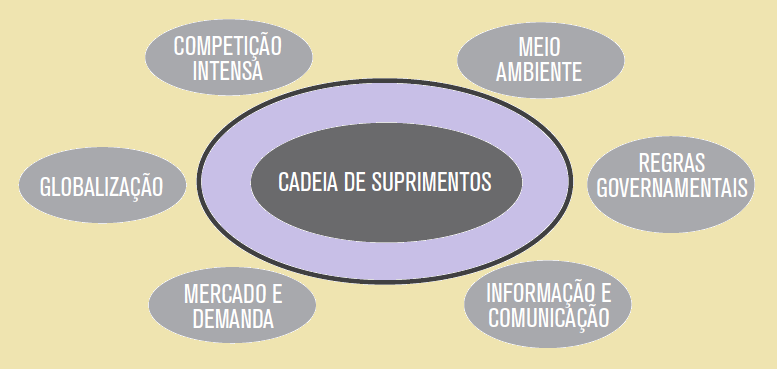 COMPETIÇÃO
INTENSA
MEIO
AMBIENTE
GLOBALIZAÇÃO
CADEIA DE SUPRIMENTOS
REGRAS
GOVERNAMENTAIS
MERCADO E
DEMANDA
INFORMAÇÃO E
COMUNICAÇÃO